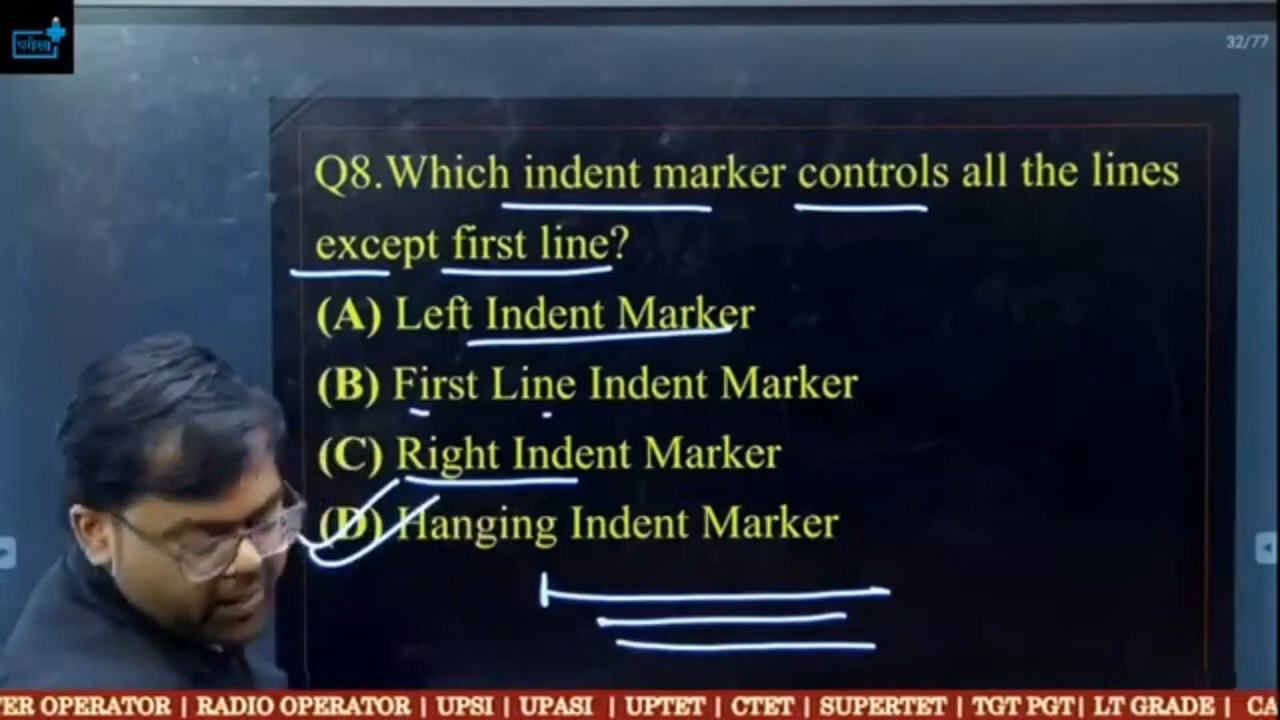 परीक्षा
32/77
Q8.Which indent marker controls all the lines
except first line?
(A) Left Indent Marker
(B) First Line Indent Marker
(C) Right Indent Marker
(D) Hanging Indent Marker
ER OPERATOR | RADIO OPERATOR | UPSI | UPASI | UPTET | CTET | SUPERTET | TGT PGT| LT GRADE | CA